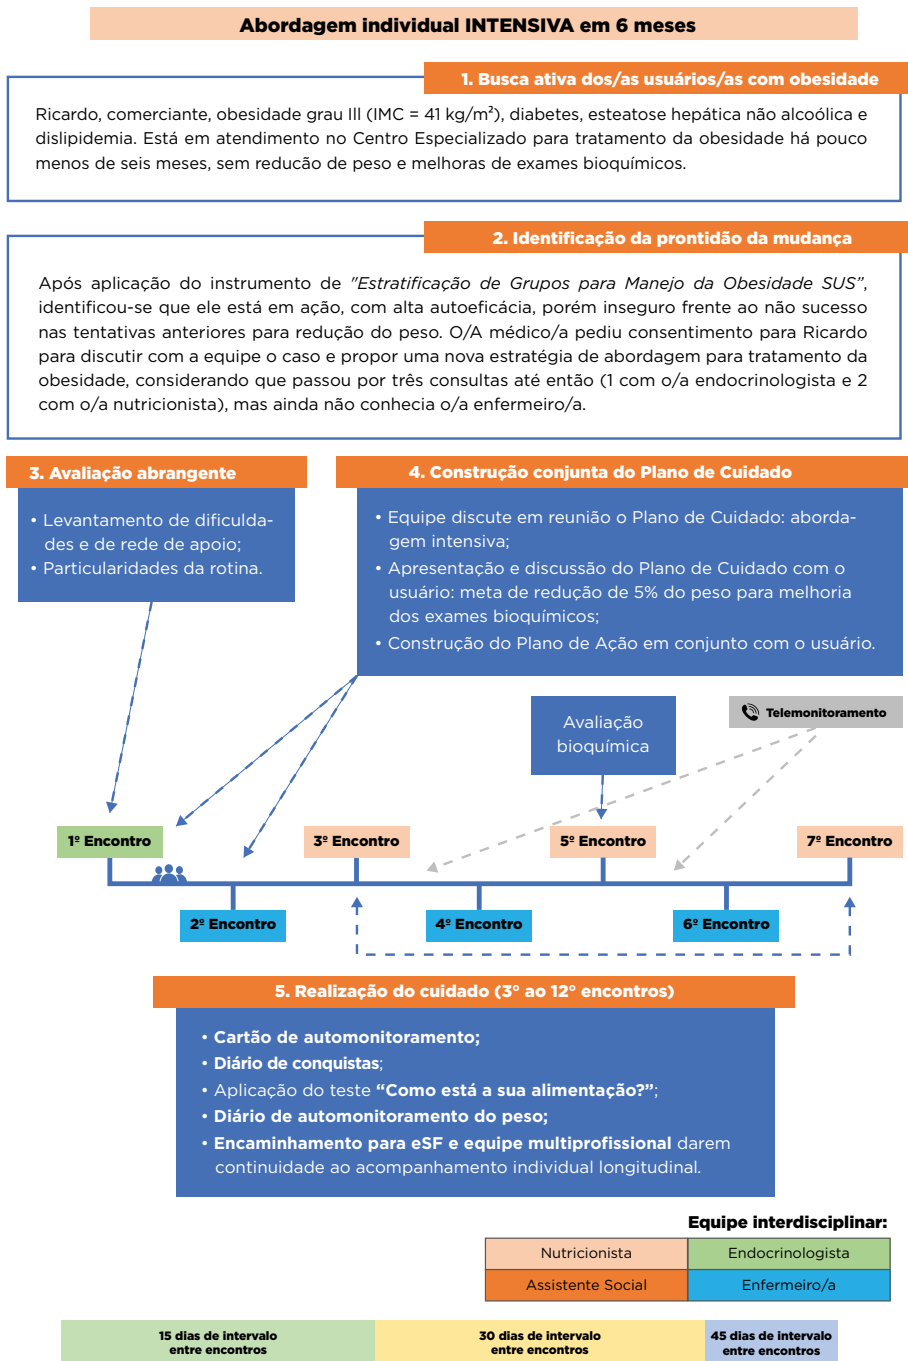 Abordagem individual INTENSIVA em 6 meses
1. Busca ativa dos/as usuários/as com obesidade
Ricardo, comerciante, obesidade grau III (IMC = 41 kg/m²), diabetes, esteatose hepática não alcoólica e
dislipidemia. Está em atendimento no Centro Especializado para tratamento da obesidade há pouco
menos de seis meses, sem reducão de peso e melhoras de exames bioquímicos.
2. Identificação da prontidão da mudança
Após aplicação do instrumento de "Estratificação de Grupos para Manejo da Obesidade SUS”,
identificou-se que ele está em ação, com alta autoeficácia, porém inseguro frente ao não sucesso
nas tentativas anteriores para redução do peso. O/A médico/a pediu consentimento para Ricardo
para discutir com a equipe o caso e propor uma nova estratégia de abordagem para tratamento da
obesidade, considerando que passou por três consultas até então (1 com o/a endocrinologista e 2
com o/a nutricionista), mas ainda não conhecia o/a enfermeiro/a.
3. Avaliação abrangente
• Levantamento de dificulda-
des e de rede de apoio;
• Particularidades da rotina.
4. Construção conjunta do Plano de Cuidado
• Equipe discute em reunião o Plano de Cuidado: aborda-
gem intensiva;
• Apresentação e discussão do Plano de Cuidado com o
usuário: meta de redução de 5% do peso para melhoria
dos exames bioquímicos;
• Construção do Plano de Ação em conjunto com o usuário.
Avaliação
bioquímica
Telemonitoramento
1º Encontro
3º Encontro
5º Encontro
7º Encontro
2º Encontro
4º Encontro
6º Encontro
5. Realização do cuidado (3° ao 12° encontros)
• Cartão de automonitoramento;
• Diário de conquistas;
• Aplicação do teste “Como está a sua alimentação?”;
• Diário de automonitoramento do peso;
• Encaminhamento para eSF e equipe multiprofissional darem
continuidade ao acompanhamento individual longitudinal.
Equipe interdisciplinar:
Nutricionista
Endocrinologista
Assistente Social
Enfermeiro/a
15 dias de intervalo
entre encontros
30 dias de intervalo
entre encontros
45 dias de intervalo
entre encontros